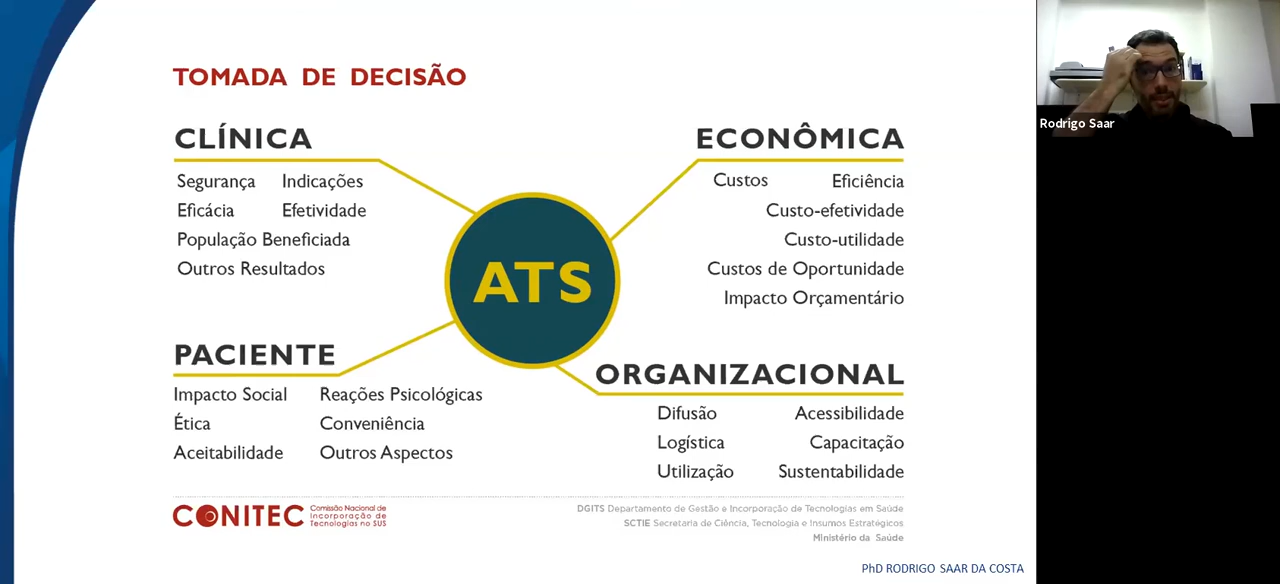 TOMADA DE DECISÃO
CLÍNICA
Segurança Indicações
Eficácia Efetividade
População Beneficiada
Outros Resultados
ECONÔMICA
Custos Eficiência
Custo-efetividade
Custo-utilidade
Custos de Oportunidade
Impacto Orçamentário
ATS
PACIENTE
Impacto Social Reações Psicológicas
Ética Conveniência
Aceitabilidade Outros Aspectos
ORGANIZACIONAL
Difusão Acessibilidade
Logística Capacitação
Utilização Sustentabilidade
CONITEC
Comissão Nacional de
Incorporação de
Tecnologias no SUS
DGITS Departamento de Gestão e Incorporação de Tecnologias em Saúde
SCTIE Secretaria de Ciência, Tecnologia e Insumos Estratégicos
Ministério da Saúde
PhD RODRIGO SAAR DA COSTA
Rodrigo Saar